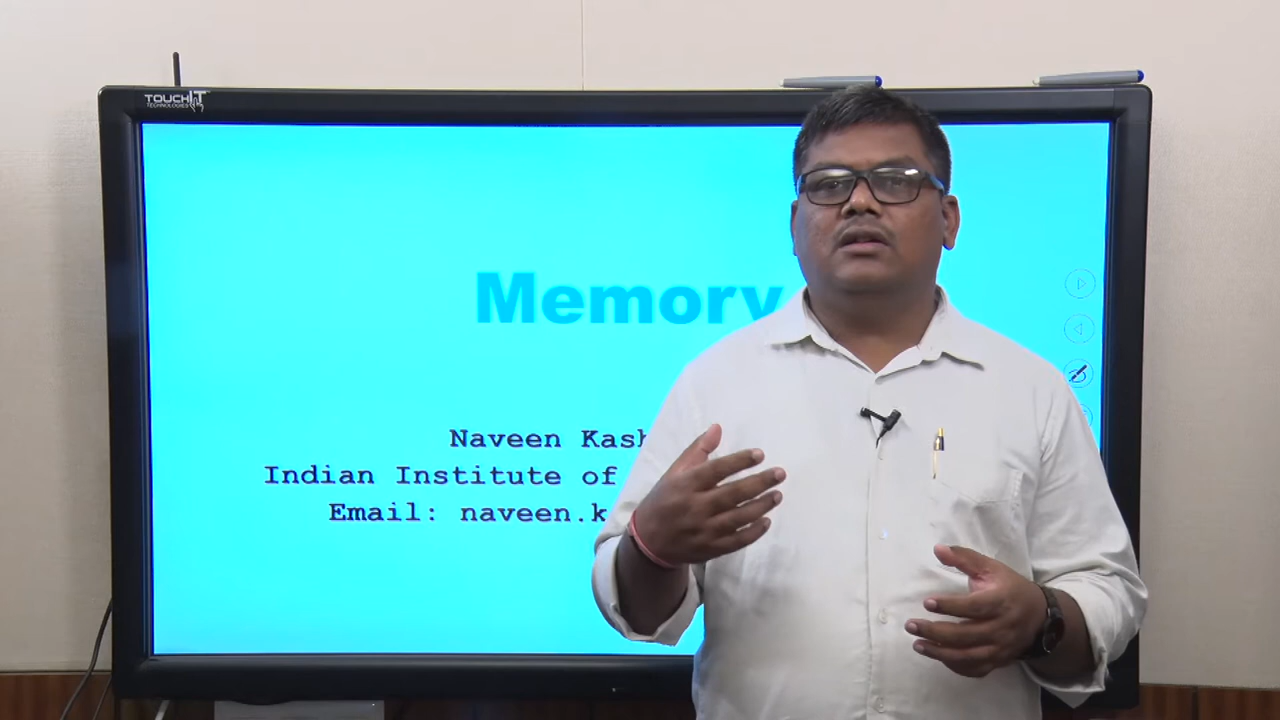 TOUCHIT
TECHNOLOGIES
Memory
Naveen Kash
Indian Institute of
Email: naveen.k